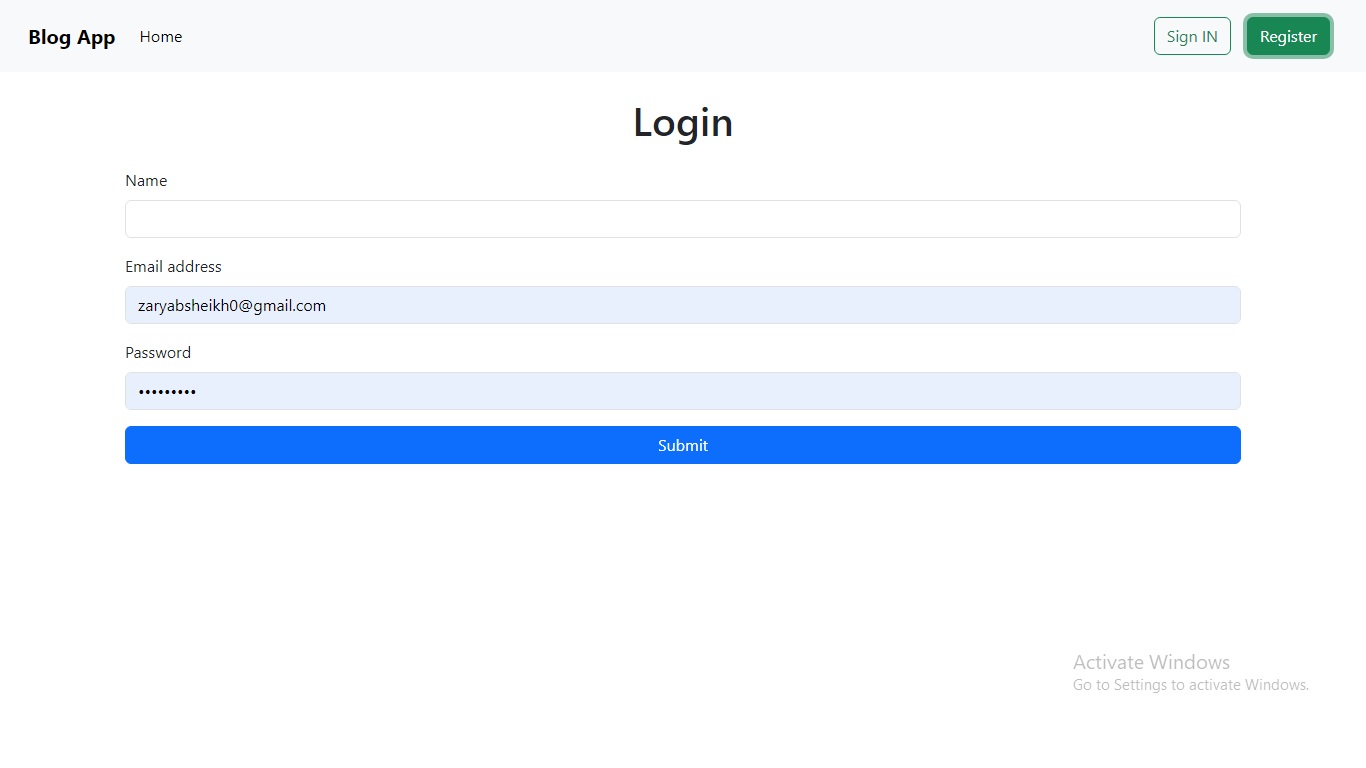 Blog App Home Sign IN Register
Login
Name
Email address
zaryabsheikh0@gmail.com
Password
•••••••••
Submit
Activate Windows
Go to Settings to activate Windows.